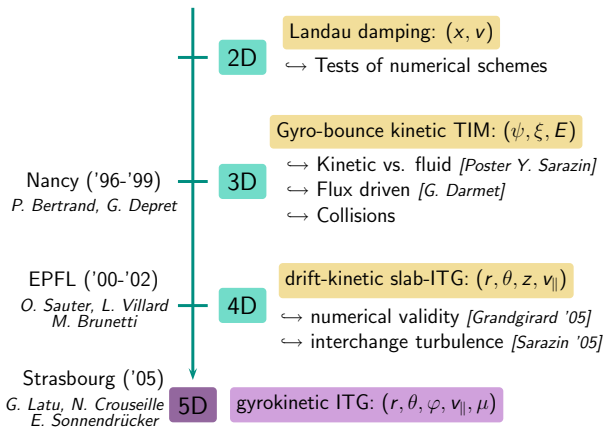 Landau damping: (x, v)
2D
↪ Tests of numerical schemes
Gyro-bounce kinetic TIM: (ψ, ξ, E)
↪ Kinetic vs. fluid [Poster Y. Sarazin]
Nancy ('96-'99)
3D
↪ Flux driven [G. Darmet]
P. Bertrand, G. Depret
↪ Collisions
EPFL ('00-'02)
drift-kinetic slab-ITG: (r, θ, z, v∥)
O. Sauter, L. Villard
4D
↪ numerical validity [Grandgirard '05]
M. Brunetti
↪ interchange turbulence [Sarazin '05]
Strasbourg ('05)
G. Latu, N. Crouseille
5D
gyrokinetic ITG: (r, θ, φ, v∥, μ)
E. Sonnendrücker